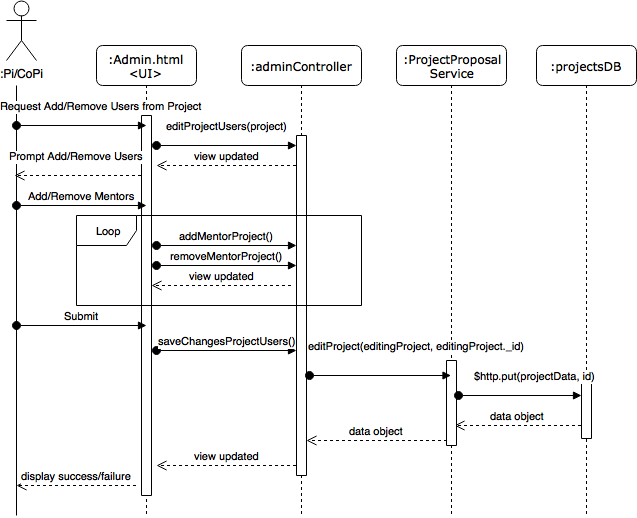 :Pi/CoPi
:Admin.html
<UI>
:adminController
:ProjectProposal
Service
:projectsDB
Request Add/Remove Users from Project
editProjectUsers(project)
view updated
Prompt Add/Remove Users
Add/Remove Mentors
Loop
addMentorProject()
removeMentorProject()
view updated
Submit
saveChangesProjectUsers()
editProject(editingProject, editingProject._id)
$http.put(projectData, id)
data object
data object
view updated
display success/failure